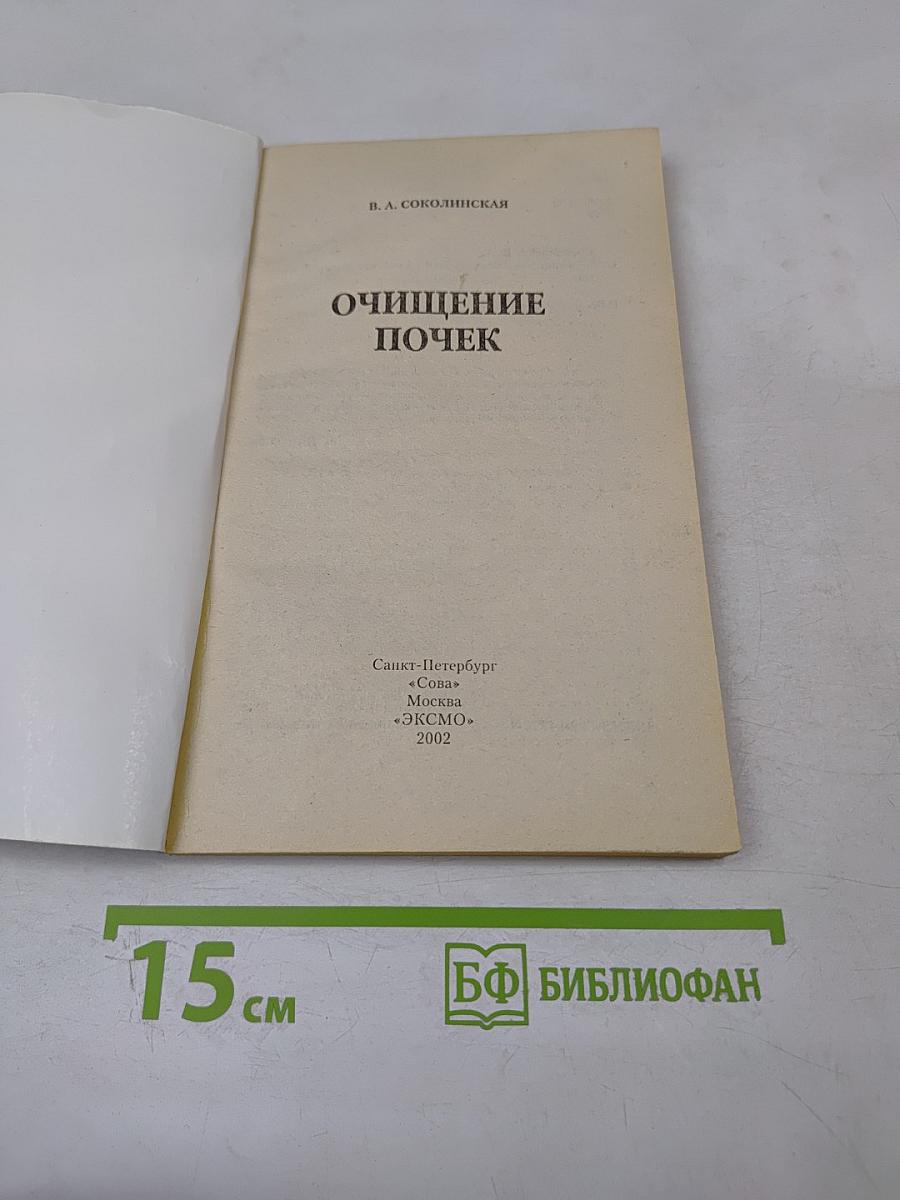 В. А. СОКОЛИНСКАЯ
ОЧИЩЕНИЕ
ПОЧЕК
Санкт-Петербург
«Сова»
Москва
«ЭКСМО»
2002
15 см
БФ БИБЛИОФАН